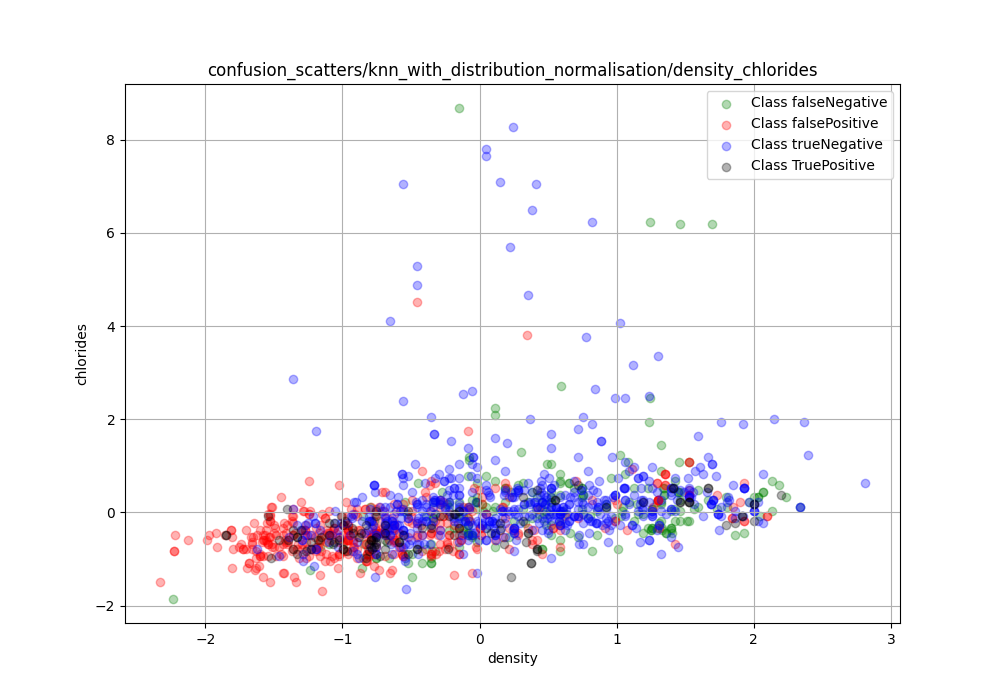 confusion_scatters/knn_with_distribution_normalisation/density_chlorides
Class falseNegative
Class falsePositive
Class trueNegative
Class TruePositive
8
6
4
2
0
−2
chlorides
−2 −1 0 1 2 3
density